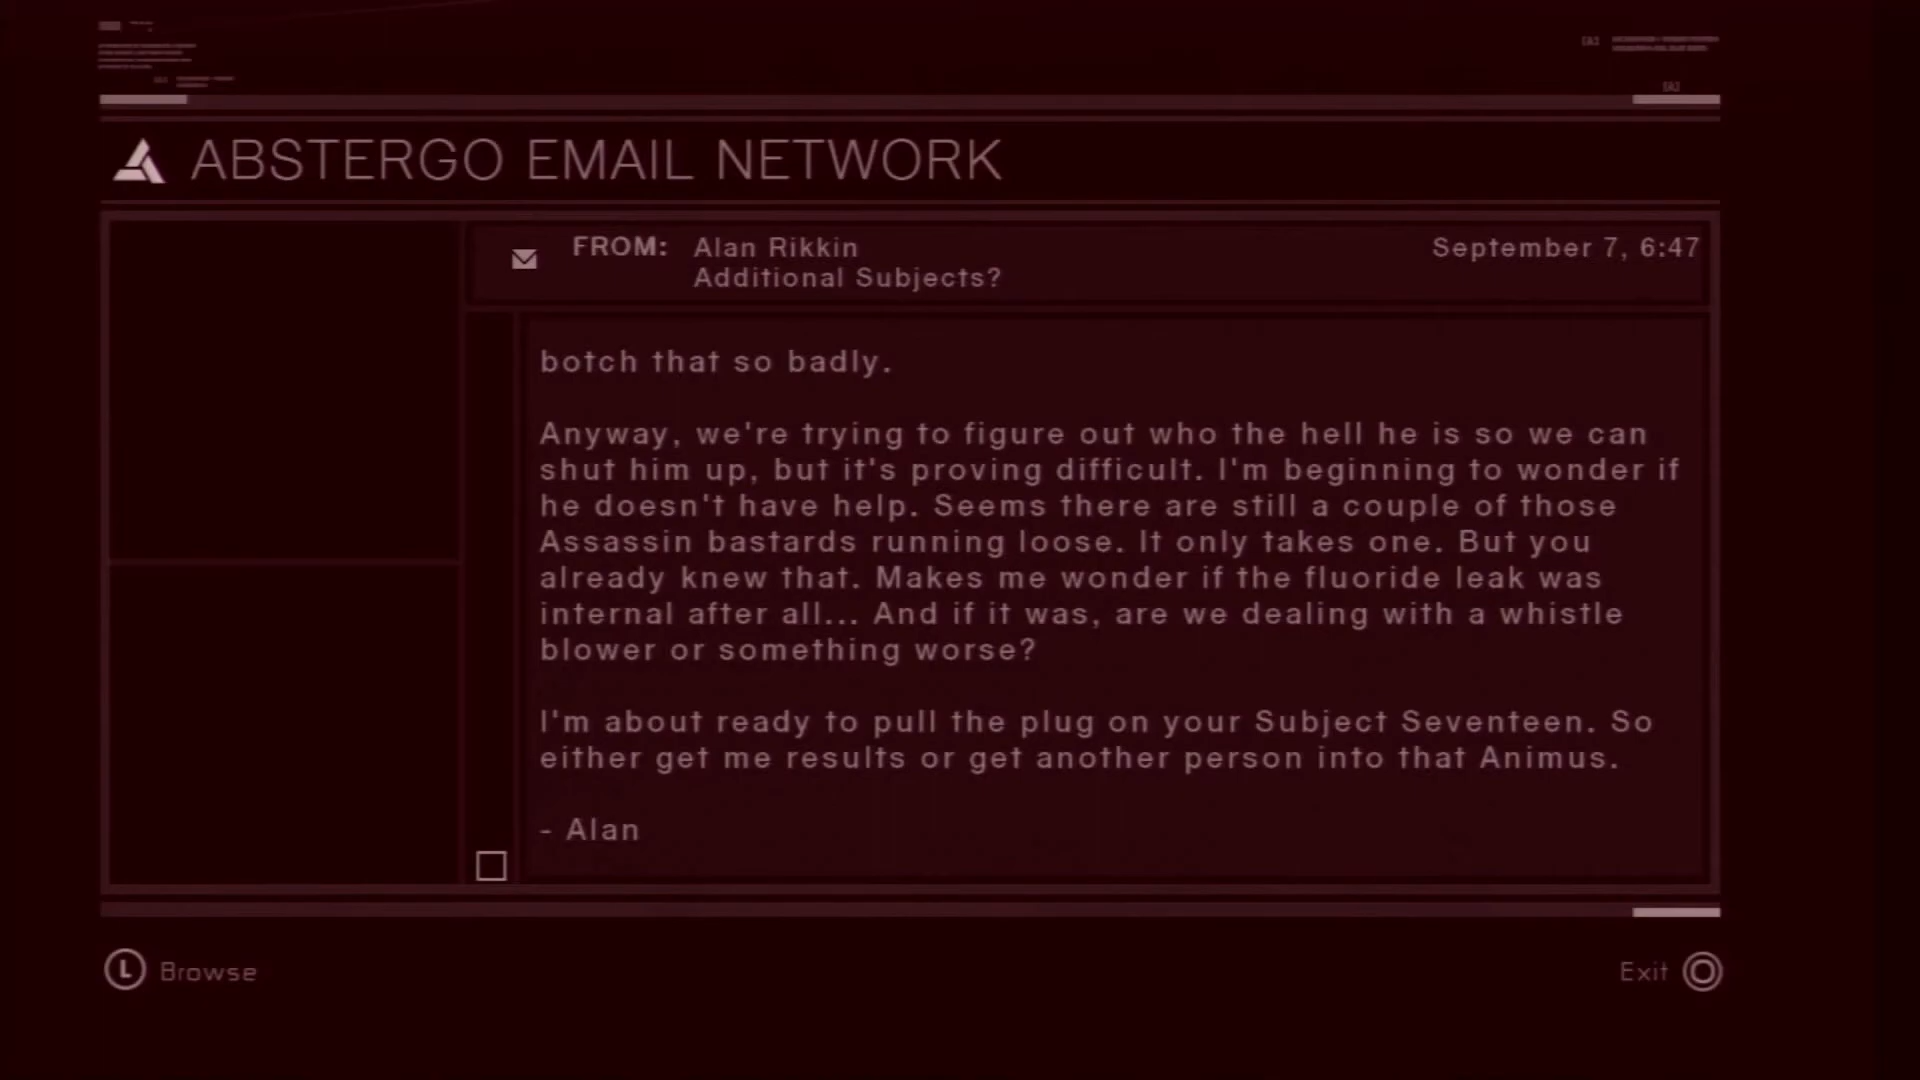 ABSTERGO EMAIL NETWORK
FROM: Alan Rikkin September 7, 6:47
Additional Subjects?
botch that so badly.
Anyway, we're trying to figure out who the hell he is so we can
shut him up, but it's proving difficult. I'm beginning to wonder if
he doesn't have help. Seems there are still a couple of those
Assassin bastards running loose. It only takes one. But you
already knew that. Makes me wonder if the fluoride leak was
internal after all... And if it was, are we dealing with a whistle
blower or something worse?
I'm about ready to pull the plug on your Subject Seventeen. So
either get me results or get another person into that Animus.
- Alan
L Browse
Exit